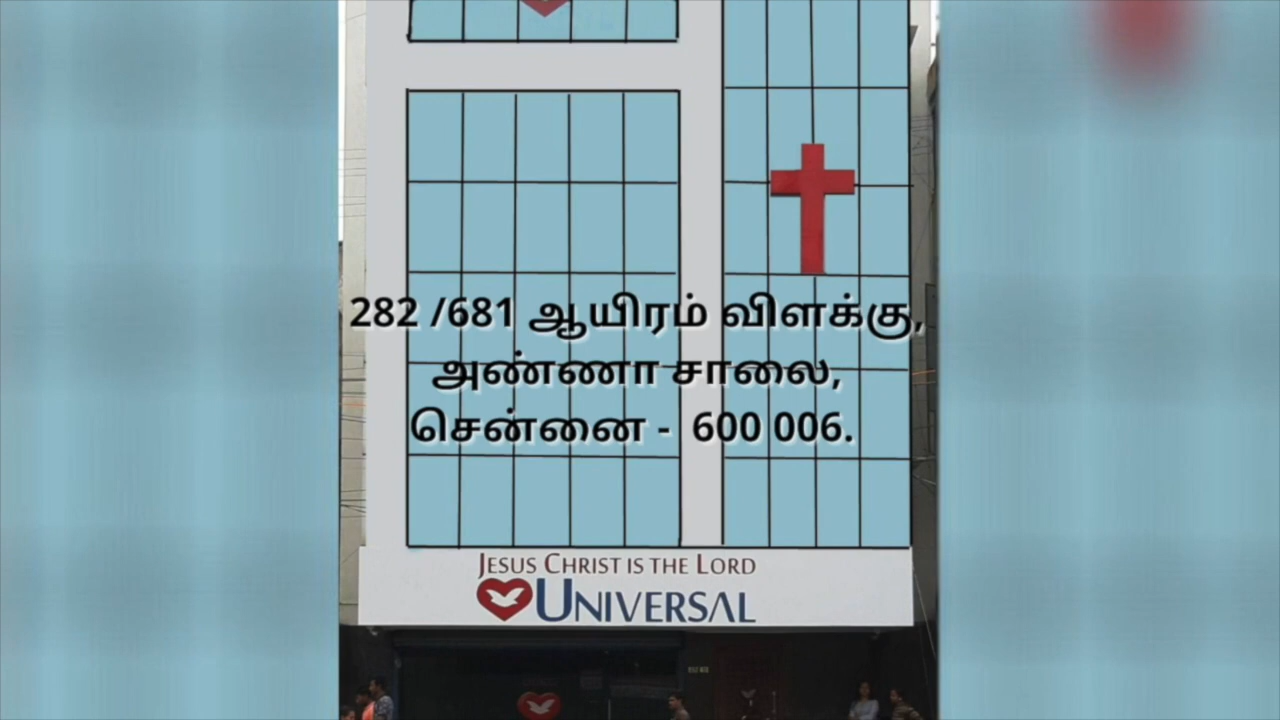 282 /681 ஆயிரம் விளக்கு,
அண்ணா சாலை,
சென்னை - 600 006.
JESUS CHRIST IS THE LORD
UNIVERSAL